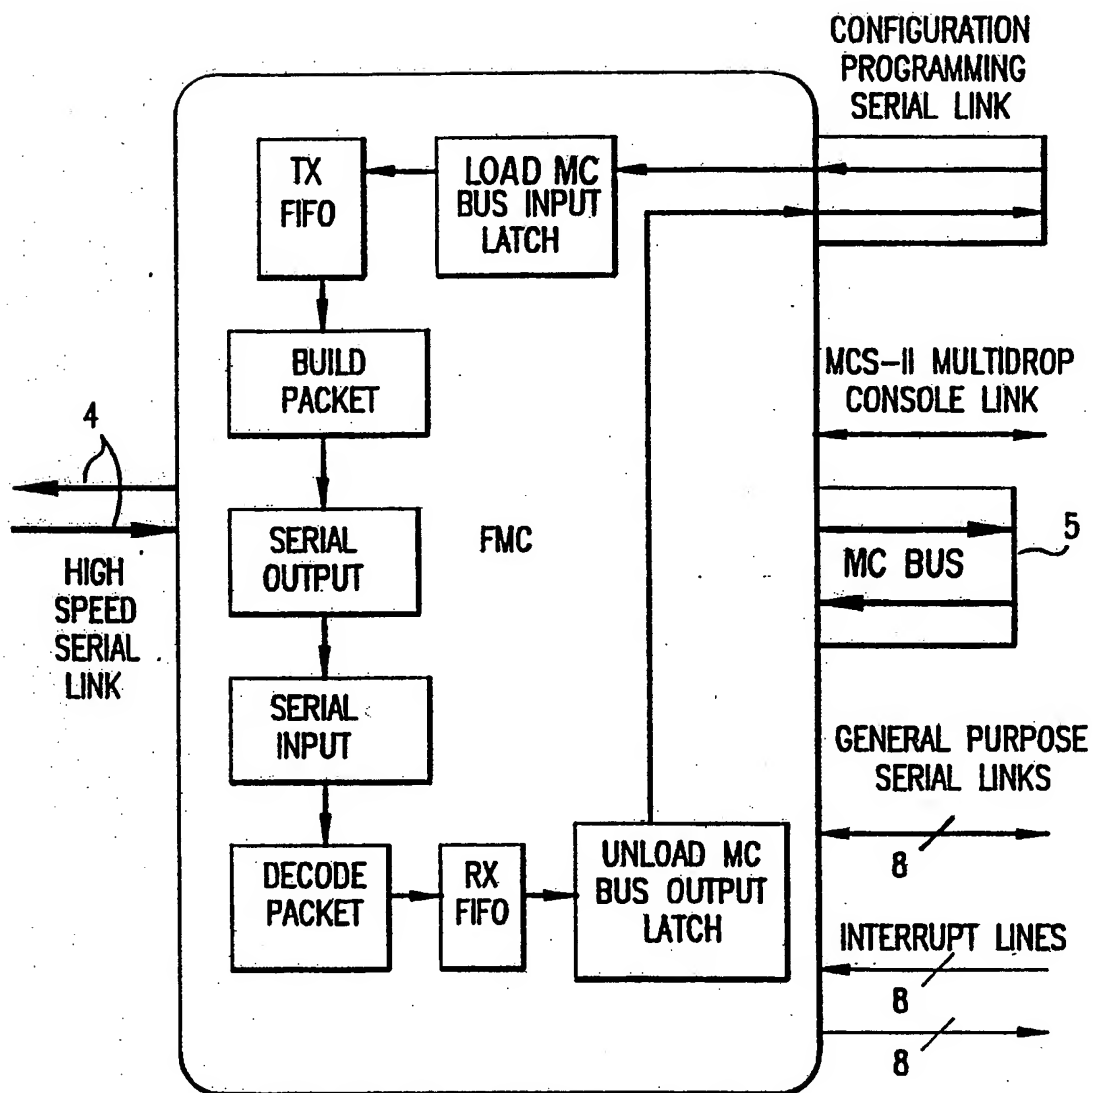 CONFIGURATION
PROGRAMMING
SERIAL LINK
TX
FIFO
LOAD MC
BUS INPUT
LATCH
BUILD
PACKET
MCS-II MULTIDROP
CONSOLE LINK
4
SERIAL
OUTPUT
FMC
5
MC BUS
HIGH
SPEED
SERIAL
LINK
SERIAL
INPUT
GENERAL PURPOSE
SERIAL LINKS
8
DECODE
PACKET
RX
FIFO
UNLOAD MC
BUS OUTPUT
LATCH
INTERRUPT LINES
8
8